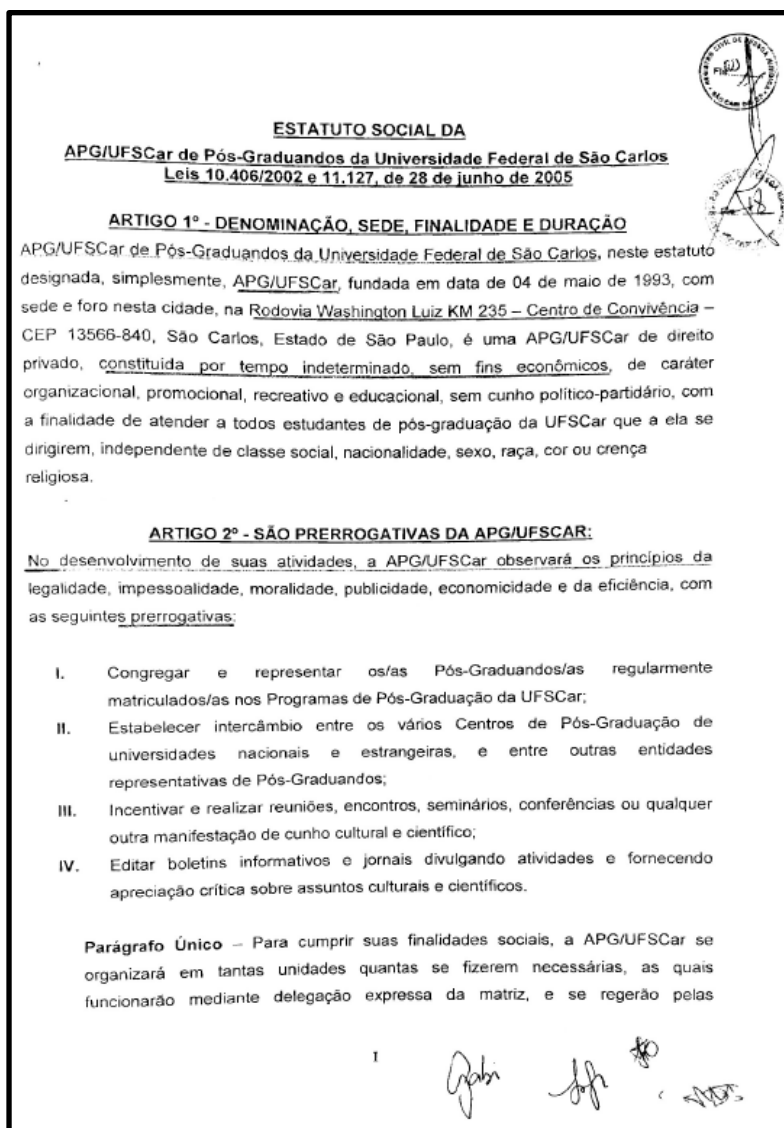 ESTATUTO SOCIAL DA
APG/UFSCar de Pós-Graduandos da Universidade Federal de São Carlos
Leis 10.406/2002 e 11.127, de 28 de junho de 2005
ARTIGO 1º - DENOMINAÇÃO, SEDE, FINALIDADE E DURAÇÃO
APG/UFSCar de Pós-Graduandos da Universidade Federal de São Carlos, neste estatuto
designada, simplesmente, APG/UFSCar, fundada em data de 04 de maio de 1993, com
sede e foro nesta cidade, na Rodovia Washington Luiz KM 235 – Centro de Convivência –
CEP 13566-840, São Carlos, Estado de São Paulo, é uma APG/UFSCar de direito
privado, constituída por tempo indeterminado, sem fins econômicos, de caráter
organizacional, promocional, recreativo e educacional, sem cunho político-partidário, com
a finalidade de atender a todos estudantes de pós-graduação da UFSCar que a ela se
dirigirem, independente de classe social, nacionalidade, sexo, raça, cor ou crença
religiosa.
ARTIGO 2º - SÃO PRERROGATIVAS DA APG/UFSCAR:
No desenvolvimento de suas atividades, a APG/UFSCar observará os princípios da
legalidade, impessoalidade, moralidade, publicidade, economicidade e da eficiência, com
as seguintes prerrogativas:
I. Congregar e representar os/as Pós-Graduandos/as regularmente
matriculados/as nos Programas de Pós-Graduação da UFSCar;
II. Estabelecer intercâmbio entre os vários Centros de Pós-Graduação de
universidades nacionais e estrangeiras, e entre outras entidades
representativas de Pós-Graduandos;
III. Incentivar e realizar reuniões, encontros, seminários, conferências ou qualquer
outra manifestação de cunho cultural e científico;
IV. Editar boletins informativos e jornais divulgando atividades e fornecendo
apreciação crítica sobre assuntos culturais e científicos.
Parágrafo Único – Para cumprir suas finalidades sociais, a APG/UFSCar se
organizará em tantas unidades quantas se fizerem necessárias, as quais
funcionarão mediante delegação expressa da matriz, e se regerão pelas
I
Gabi